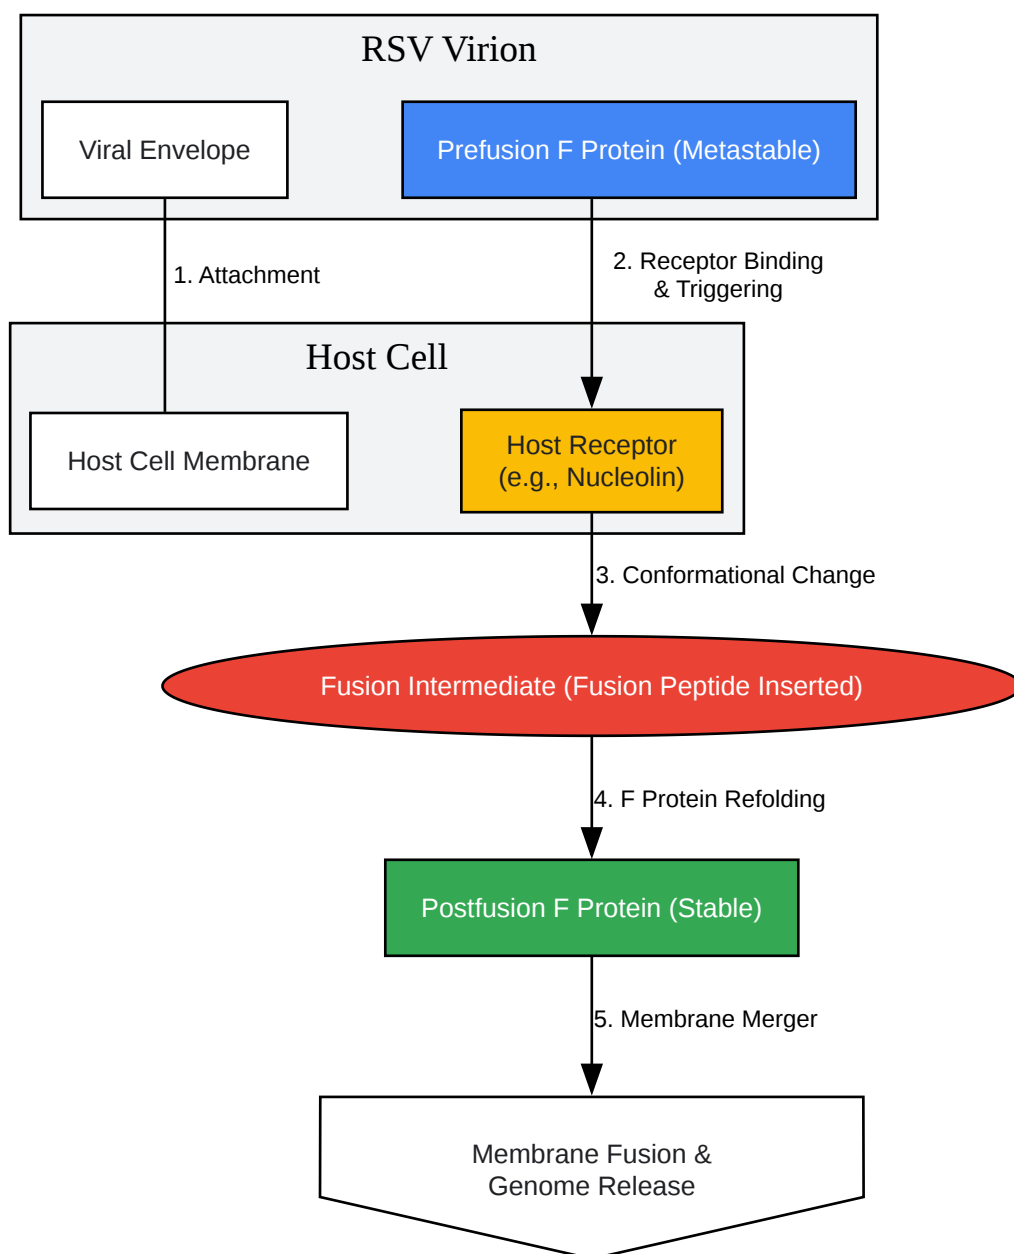 RSV Virion
Viral Envelope
Prefusion F Protein (Metastable)
1. Attachment
2. Receptor Binding
& Triggering
Host Cell
Host Cell Membrane
Host Receptor
(e.g., Nucleolin)
3. Conformational Change
Fusion Intermediate (Fusion Peptide Inserted)
4. F Protein Refolding
Postfusion F Protein (Stable)
5. Membrane Merger
Membrane Fusion &
Genome Release